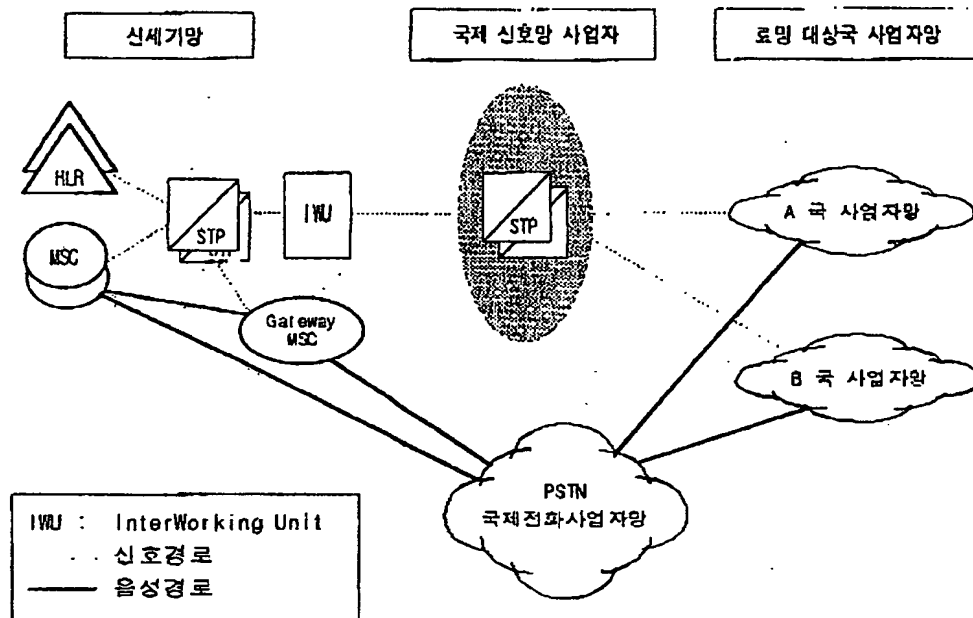 신세기망
국제 신호망 사업자
로밍 대상국 사업자망
HLR
STP
IWU
STP
A 국 사업자망
MSC
Gateway
MSC
B 국 사업자망
PSTN
국제전화사업자망
IWU : InterWorking Unit
신호경로
음성경로